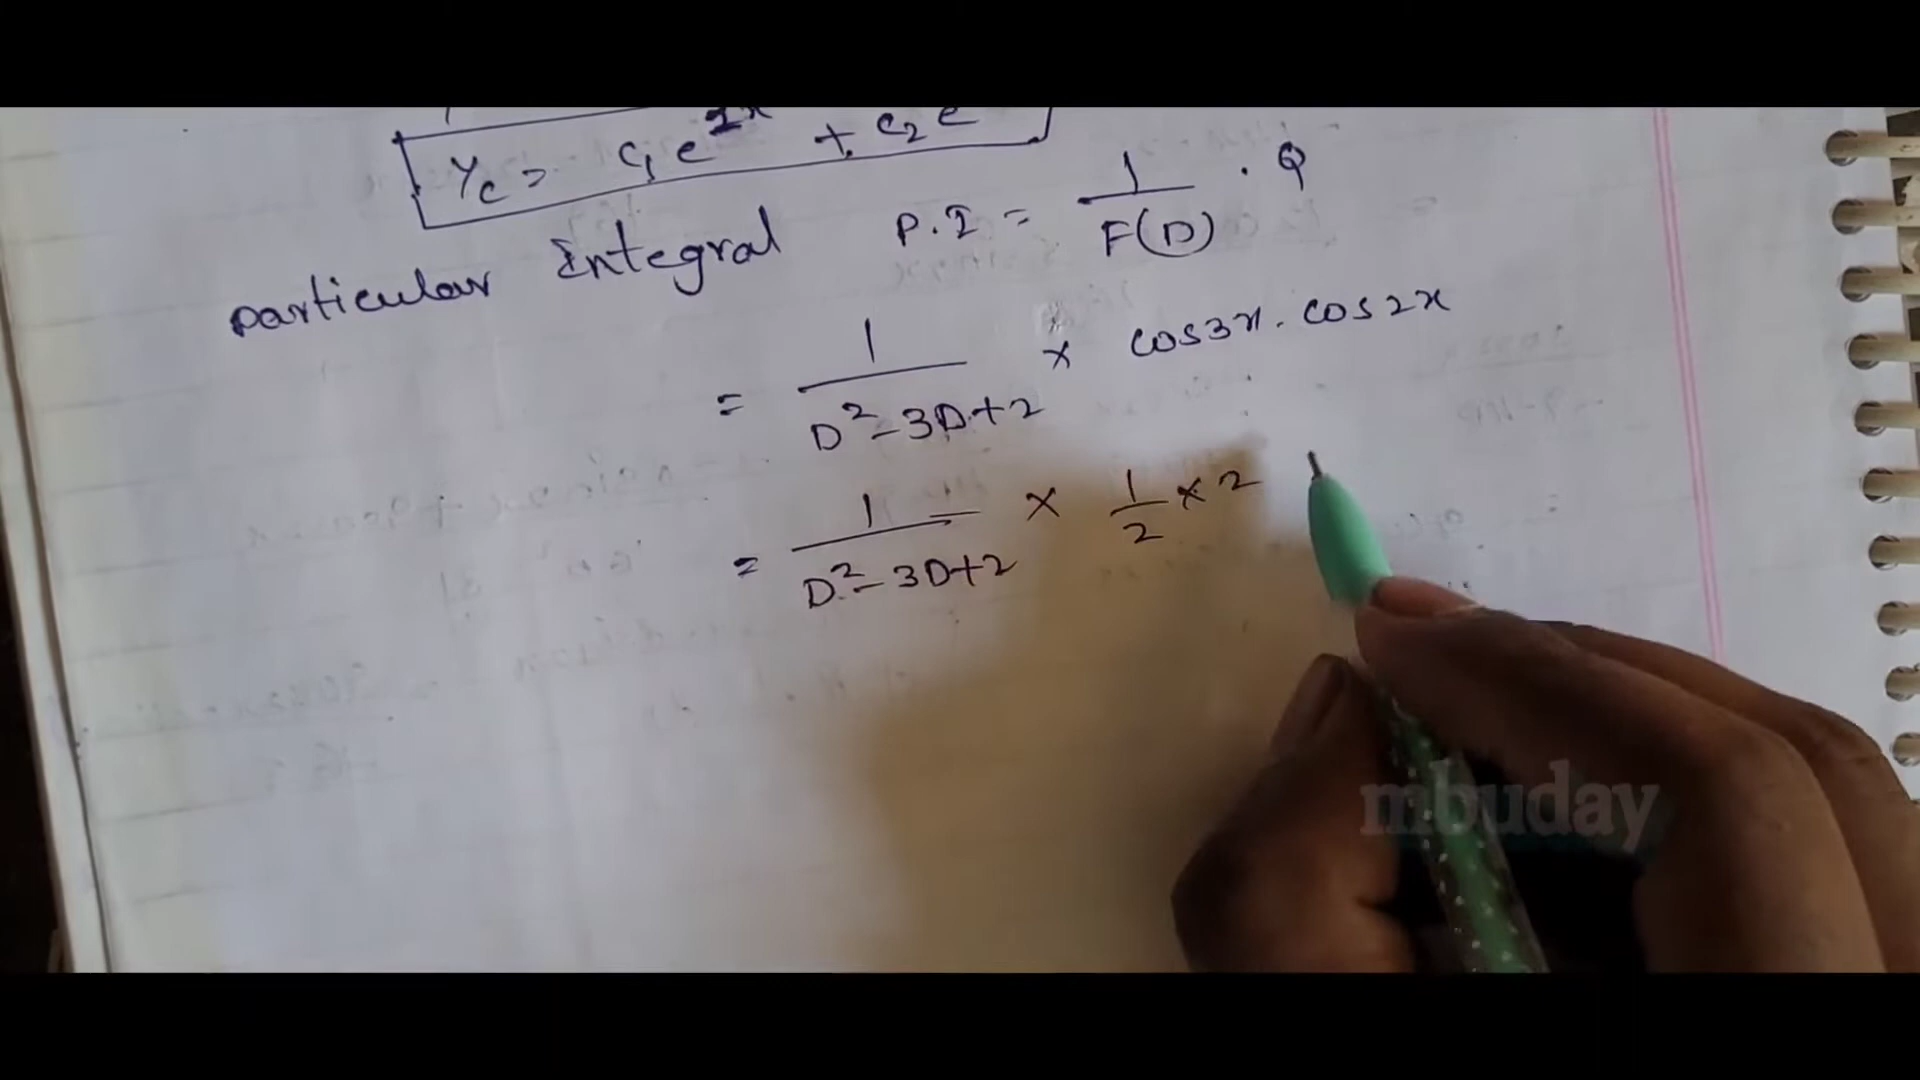 Yc = c₁e^2x + c₂e
particular Integral P.I = 1/F(D) . Q
= 1/(D²-3D+2) × cos3x . cos2x
= 1/(D²-3D+2) × 1/2 × 2
mbuday